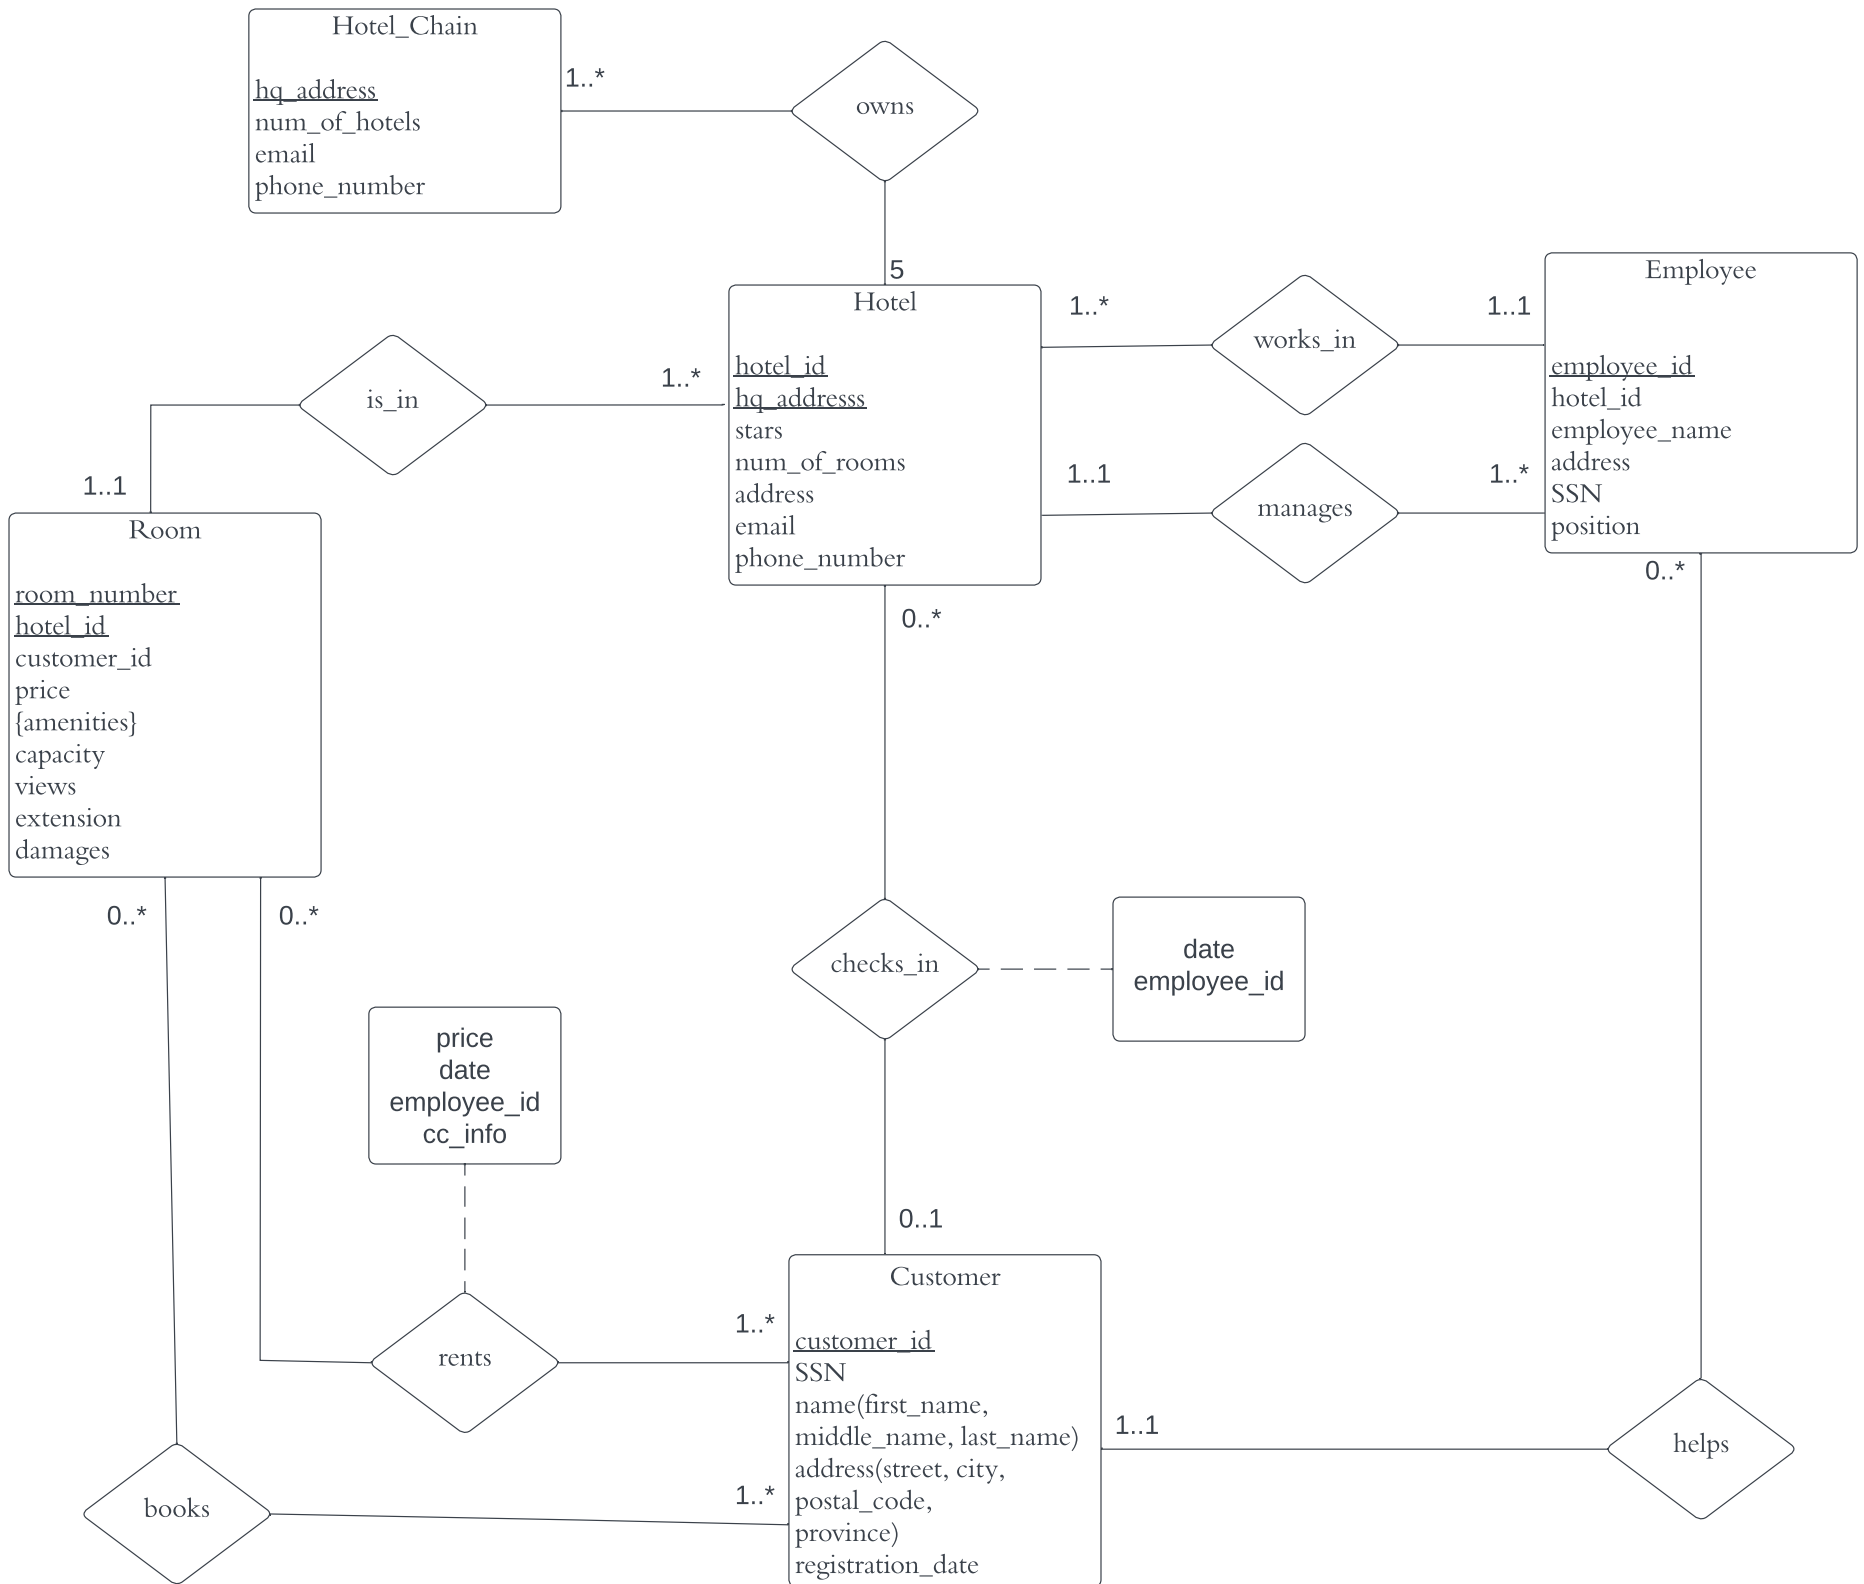 Hotel_Chain
hq_address
num_of_hotels
email
phone_number
1..*
owns
5
Hotel
hotel_id
hq_addresss
stars
num_of_rooms
address
email
phone_number
1..*
works_in
1..1
1..1
manages
1..*
Employee
employee_id
hotel_id
employee_name
address
SSN
position
0..*
is_in
1..*
1..1
Room
room_number
hotel_id
customer_id
price
{amenities}
capacity
views
extension
damages
0..*
0..*
0..*
checks_in
date
employee_id
0..1
price
date
employee_id
cc_info
rents
1..*
books
1..*
Customer
customer_id
SSN
name(first_name,
middle_name, last_name)
address(street, city,
postal_code,
province)
registration_date
1..1
helps